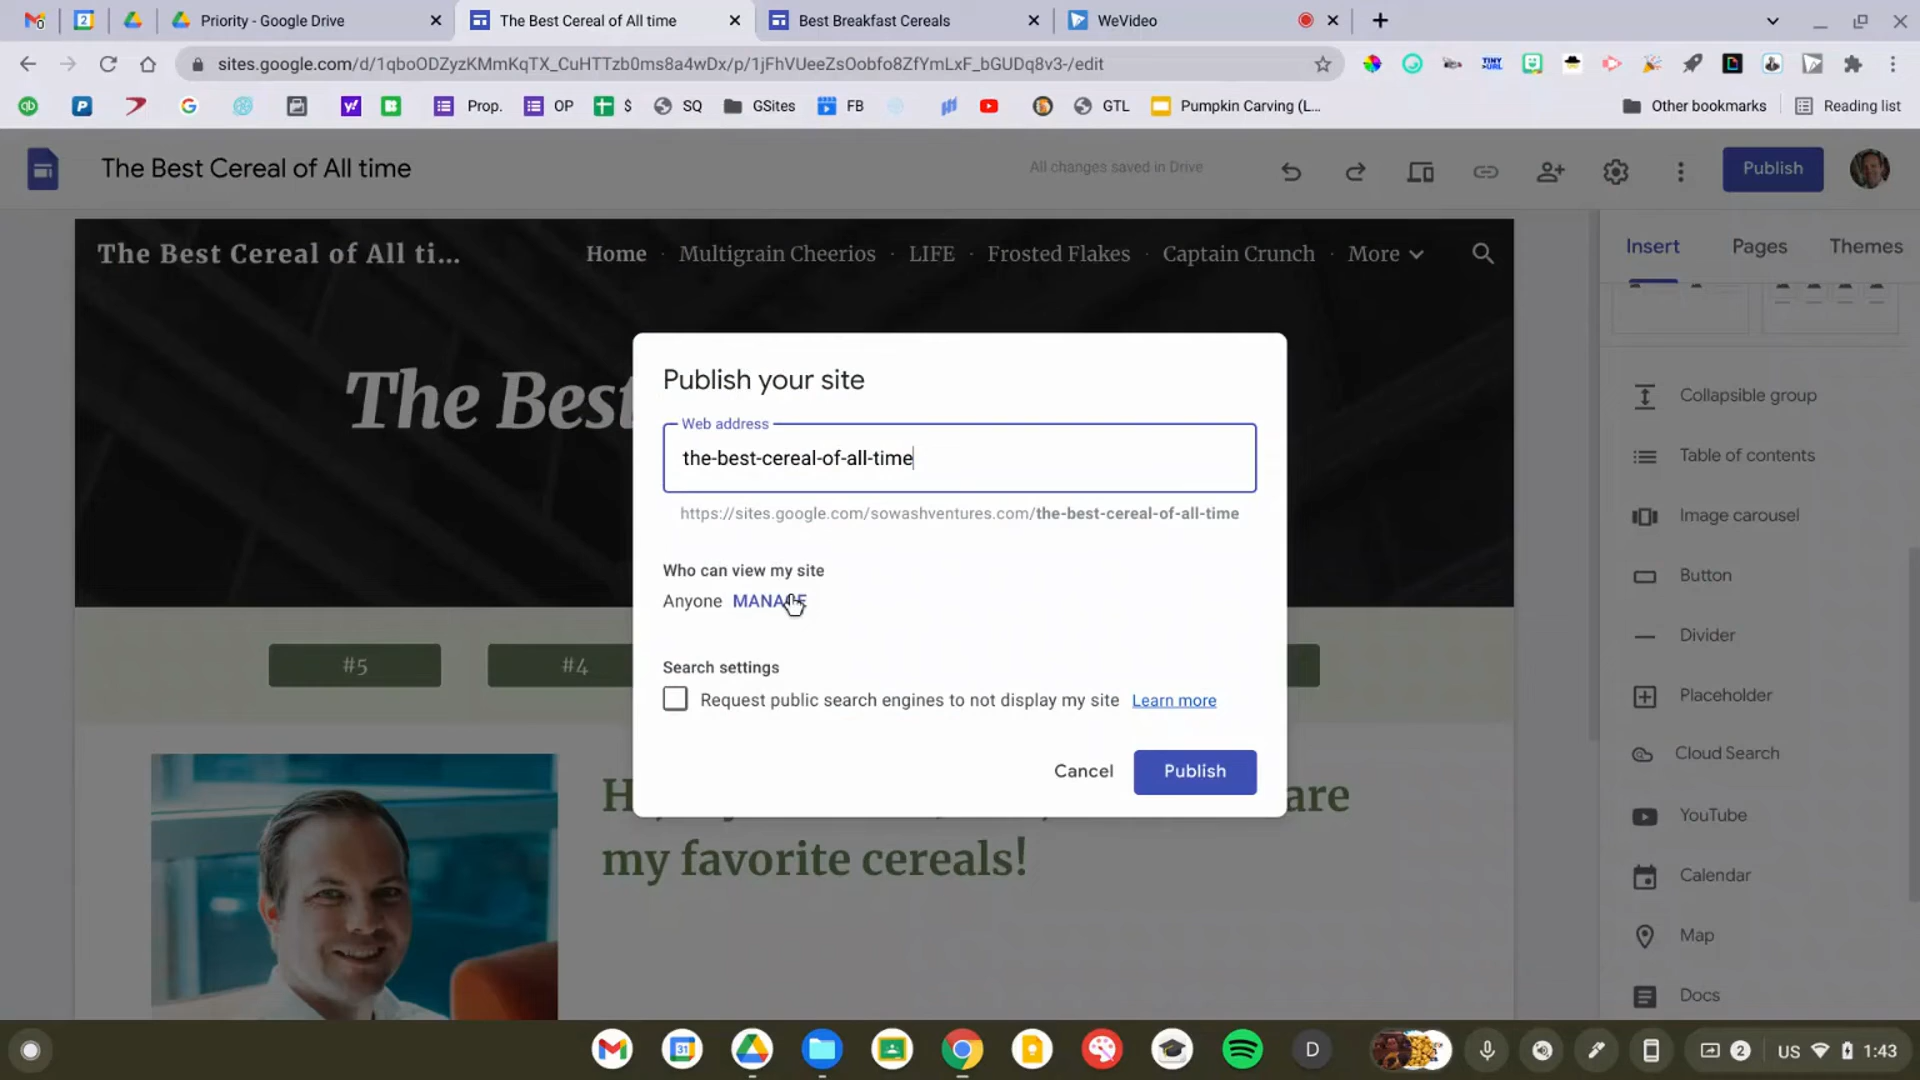 Priority - Google Drive
The Best Cereal of All time
Best Breakfast Cereals
WeVideo
sites.google.com/d/1qboODZyzKMmKqTX_CuHTTzb0ms8a4wDx/p/1jFhVUeeZsOobfo8ZfYmLxF_bGUDq8v3-/edit
Prop.
OP
$
SQ
GSites
FB
GTL
Pumpkin Carving (L...
Other bookmarks
Reading list
The Best Cereal of All time
All changes saved in Drive
Publish
The Best Cereal of All ti...
Home
Multigrain Cheerios
LIFE
Frosted Flakes
Captain Crunch
More
Insert
Pages
Themes
The Best
Publish your site
Web address
the-best-cereal-of-all-time
https://sites.google.com/sowashventures.com/the-best-cereal-of-all-time
Who can view my site
Anyone MANAGE
Search settings
Request public search engines to not display my site Learn more
Cancel
Publish
#5
#4
are
my favorite cereals!
Collapsible group
Table of contents
Image carousel
Button
Divider
Placeholder
Cloud Search
YouTube
Calendar
Map
Docs
D
2
US
1:43